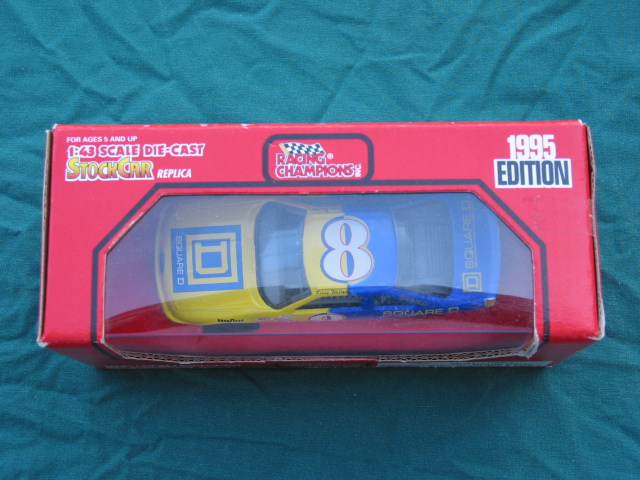 FOR AGES 5 AND UP
1:43 SCALE DIE-CAST
STOCKCAR REPLICA
RACING
CHAMPIONS INC
1995
EDITION
SQUARE D
D
8
SQUARE D
SQUARE D